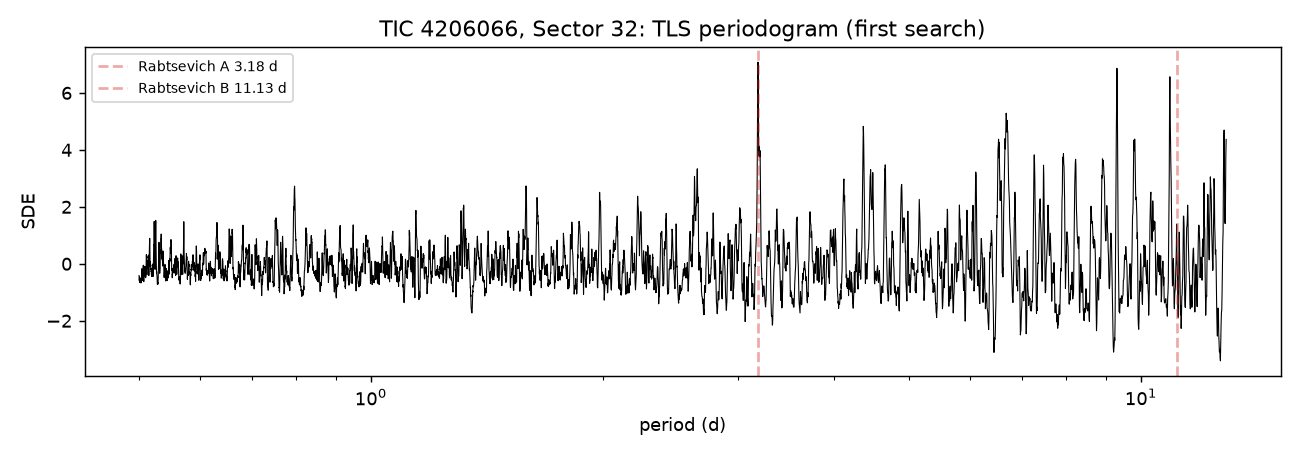 TIC 4206066, Sector 32: TLS periodogram (first search)
Rabtsevich A 3.18 d
Rabtsevich B 11.13 d
SDE
6
4
2
0
−2
10⁰
10¹
period (d)